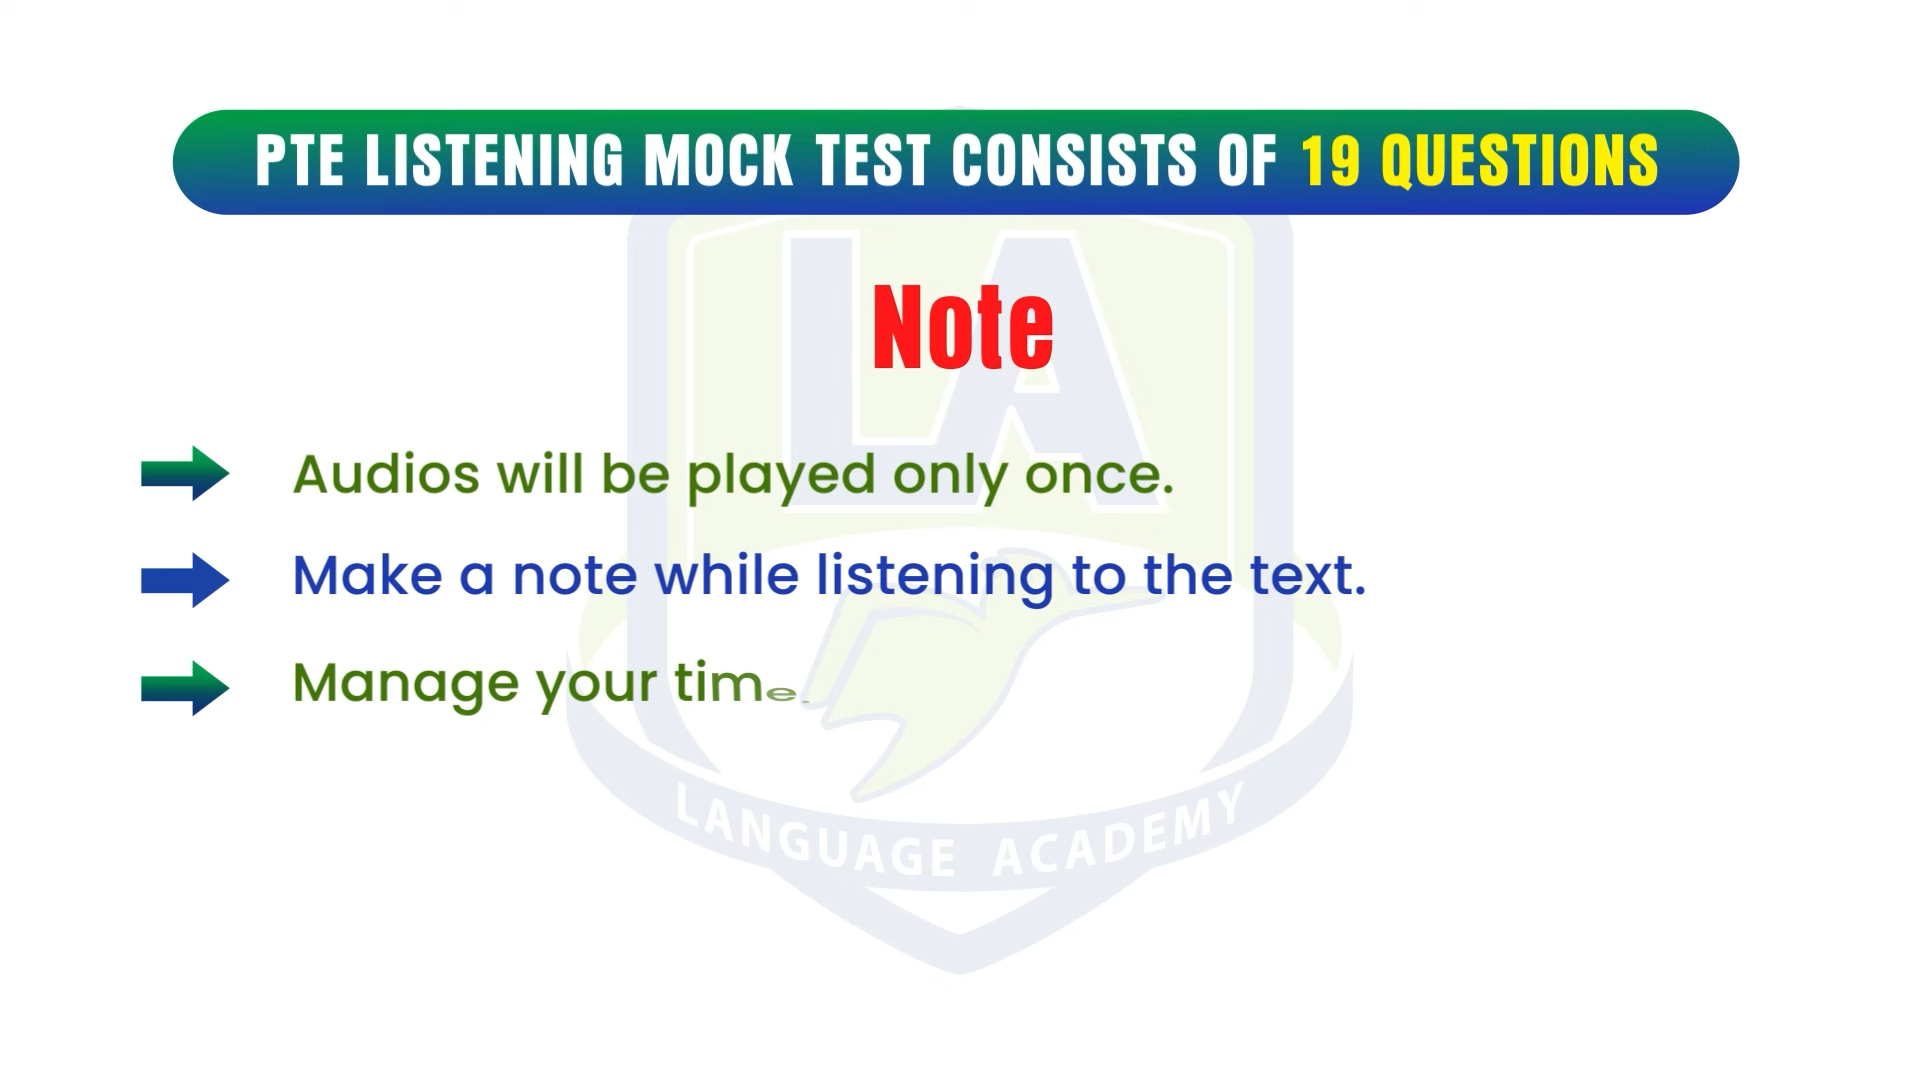 PTE LISTENING MOCK TEST CONSISTS OF 19 QUESTIONS
Note
Audios will be played only once.
Make a note while listening to the text.
Manage your time.
LA
LANGUAGE ACADEMY